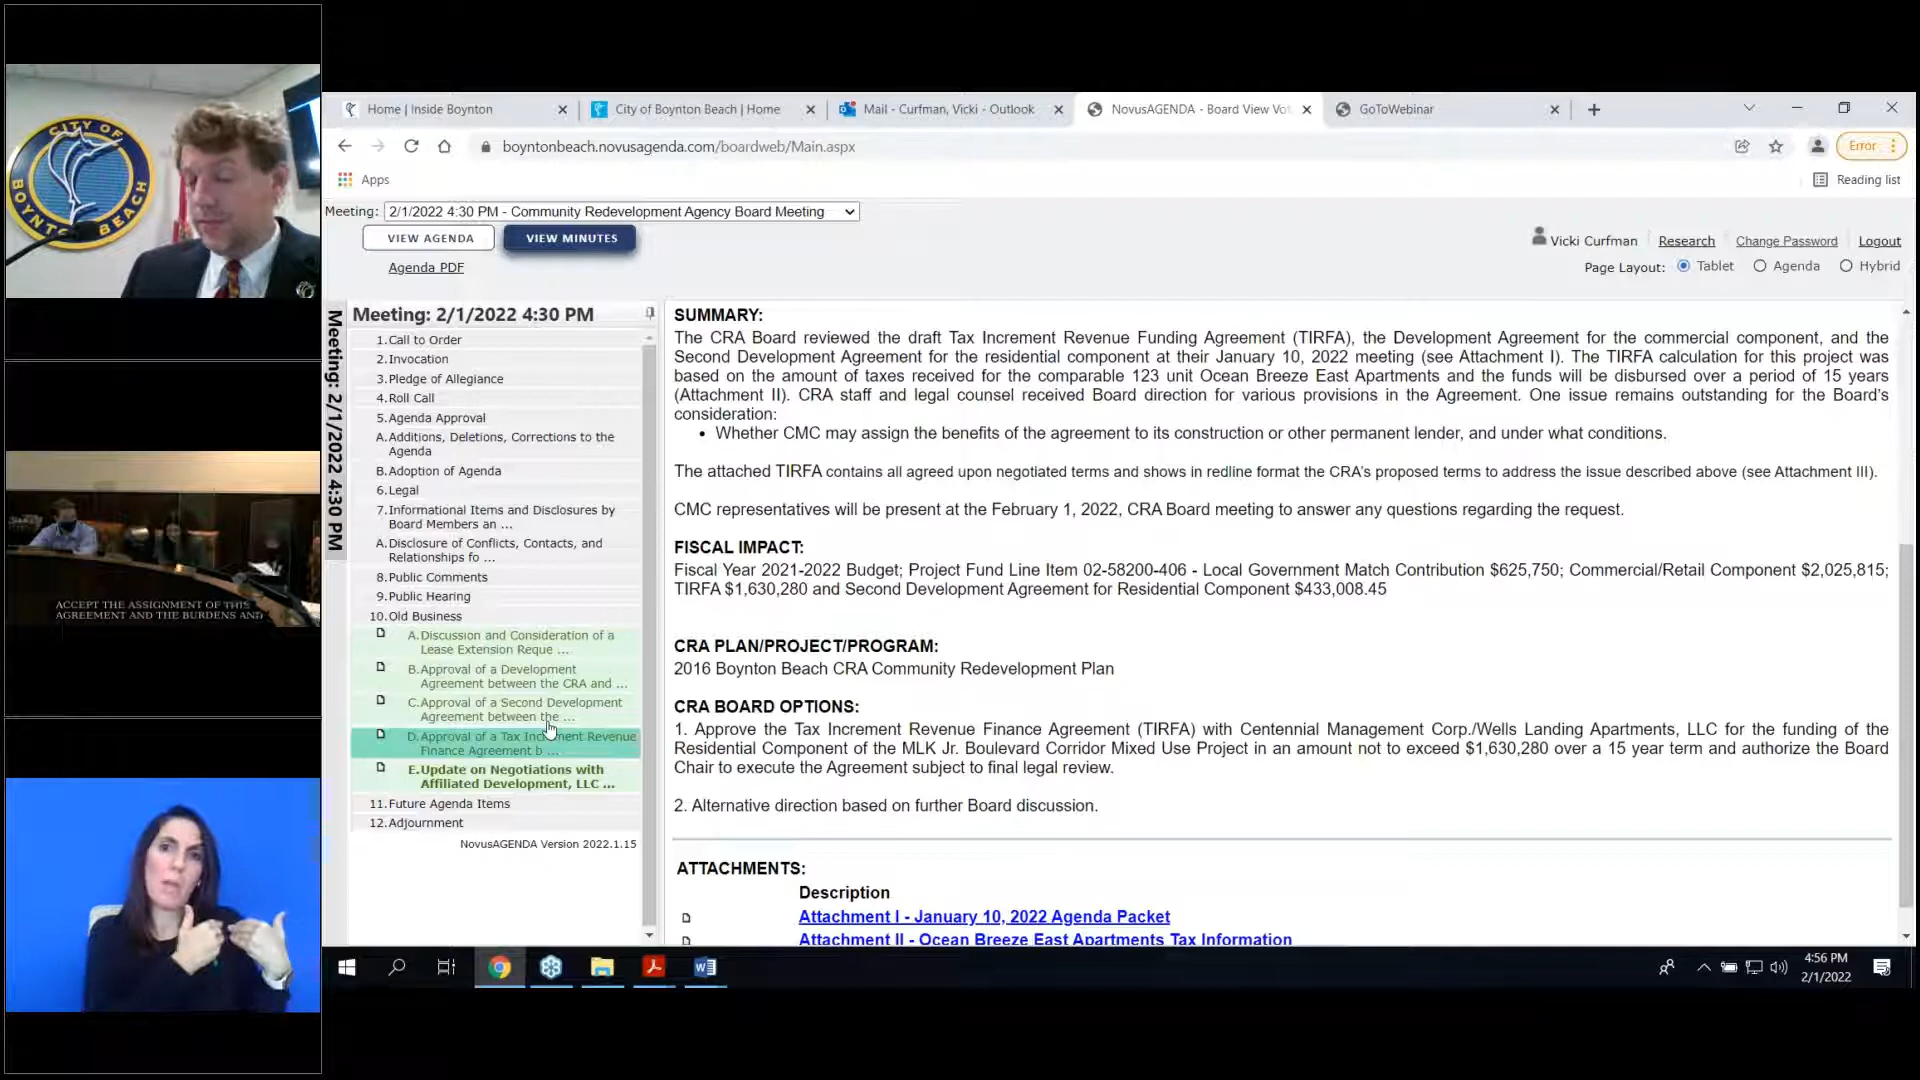 CITY OF
BOYNTON BEACH
ACCEPT THE ASSIGNMENT OF THIS
AGREEMENT AND THE BURDENS AND
Home | Inside Boynton
City of Boynton Beach | Home
Mail - Curfman, Vicki - Outlook
NovusAGENDA - Board View Vot
GoToWebinar
boyntonbeach.novusagenda.com/boardweb/Main.aspx
Error
Apps
Reading list
Meeting: 2/1/2022 4:30 PM - Community Redevelopment Agency Board Meeting
VIEW AGENDA
VIEW MINUTES
Agenda PDF
Vicki Curfman
Research
Change Password
Logout
Page Layout: Tablet Agenda Hybrid
Meeting: 2/1/2022 4:30 PM
Meeting: 2/1/2022 4:30 PM
1.Call to Order
2.Invocation
3.Pledge of Allegiance
4.Roll Call
5.Agenda Approval
A.Additions, Deletions, Corrections to the
Agenda
B.Adoption of Agenda
6.Legal
7.Informational Items and Disclosures by
Board Members an ...
A.Disclosure of Conflicts, Contacts, and
Relationships fo ...
8.Public Comments
9.Public Hearing
10.Old Business
A.Discussion and Consideration of a
Lease Extension Reque ...
B.Approval of a Development
Agreement between the CRA and ...
C.Approval of a Second Development
Agreement between the ...
D.Approval of a Tax Increment Revenue
Finance Agreement b ...
E.Update on Negotiations with
Affiliated Development, LLC ...
11.Future Agenda Items
12.Adjournment
NovusAGENDA Version 2022.1.15
SUMMARY:
The CRA Board reviewed the draft Tax Increment Revenue Funding Agreement (TIRFA), the Development Agreement for the commercial component, and the
Second Development Agreement for the residential component at their January 10, 2022 meeting (see Attachment I). The TIRFA calculation for this project was
based on the amount of taxes received for the comparable 123 unit Ocean Breeze East Apartments and the funds will be disbursed over a period of 15 years
(Attachment II). CRA staff and legal counsel received Board direction for various provisions in the Agreement. One issue remains outstanding for the Board's
consideration:
• Whether CMC may assign the benefits of the agreement to its construction or other permanent lender, and under what conditions.
The attached TIRFA contains all agreed upon negotiated terms and shows in redline format the CRA's proposed terms to address the issue described above (see Attachment III).
CMC representatives will be present at the February 1, 2022, CRA Board meeting to answer any questions regarding the request.
FISCAL IMPACT:
Fiscal Year 2021-2022 Budget; Project Fund Line Item 02-58200-406 - Local Government Match Contribution $625,750; Commercial/Retail Component $2,025,815;
TIRFA $1,630,280 and Second Development Agreement for Residential Component $433,008.45
CRA PLAN/PROJECT/PROGRAM:
2016 Boynton Beach CRA Community Redevelopment Plan
CRA BOARD OPTIONS:
1. Approve the Tax Increment Revenue Finance Agreement (TIRFA) with Centennial Management Corp./Wells Landing Apartments, LLC for the funding of the
Residential Component of the MLK Jr. Boulevard Corridor Mixed Use Project in an amount not to exceed $1,630,280 over a 15 year term and authorize the Board
Chair to execute the Agreement subject to final legal review.
2. Alternative direction based on further Board discussion.
ATTACHMENTS:
Description
Attachment I - January 10, 2022 Agenda Packet
Attachment II - Ocean Breeze East Apartments Tax Information
4:56 PM
2/1/2022